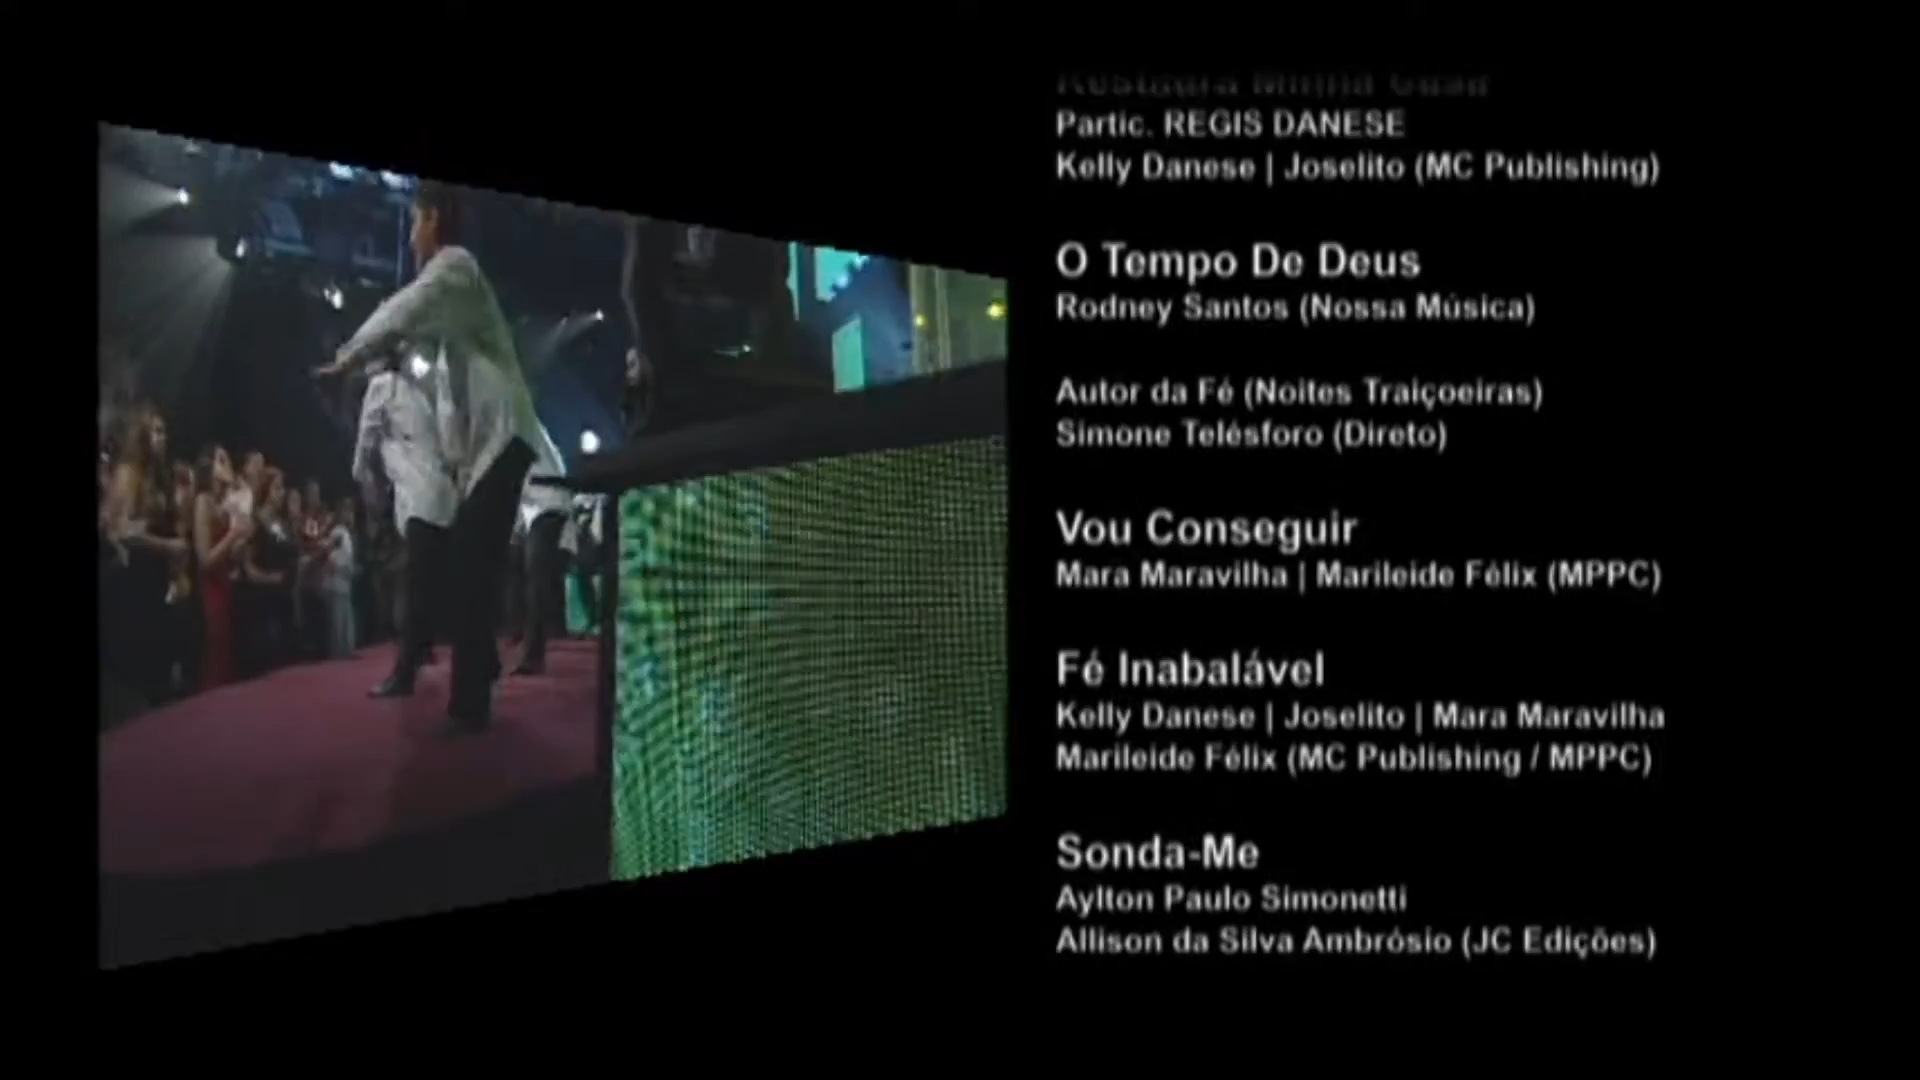 Partic. REGIS DANESE
Kelly Danese | Joselito (MC Publishing)
O Tempo De Deus
Rodney Santos (Nossa Música)
Autor da Fé (Noites Traiçoeiras)
Simone Telésforo (Direto)
Vou Conseguir
Mara Maravilha | Marileide Félix (MPPC)
Fé Inabalável
Kelly Danese | Joselito | Mara Maravilha
Marileide Félix (MC Publishing / MPPC)
Sonda-Me
Aylton Paulo Simonetti
Allison da Silva Ambrósio (JC Edições)